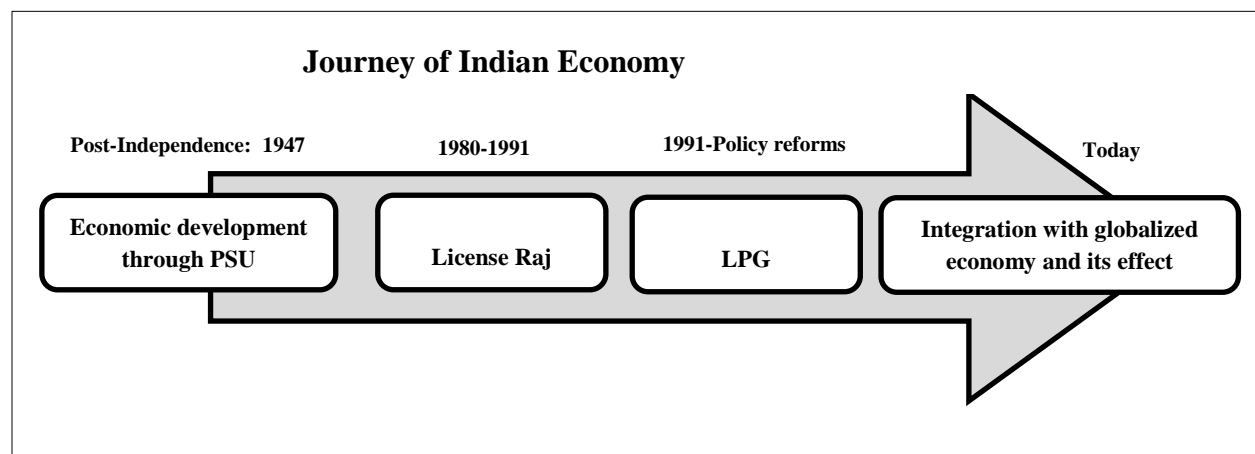 Journey of Indian Economy
Post-Independence: 1947
1980-1991
1991-Policy reforms
Today
Economic development
through PSU
License Raj
LPG
Integration with globalized
economy and its effect